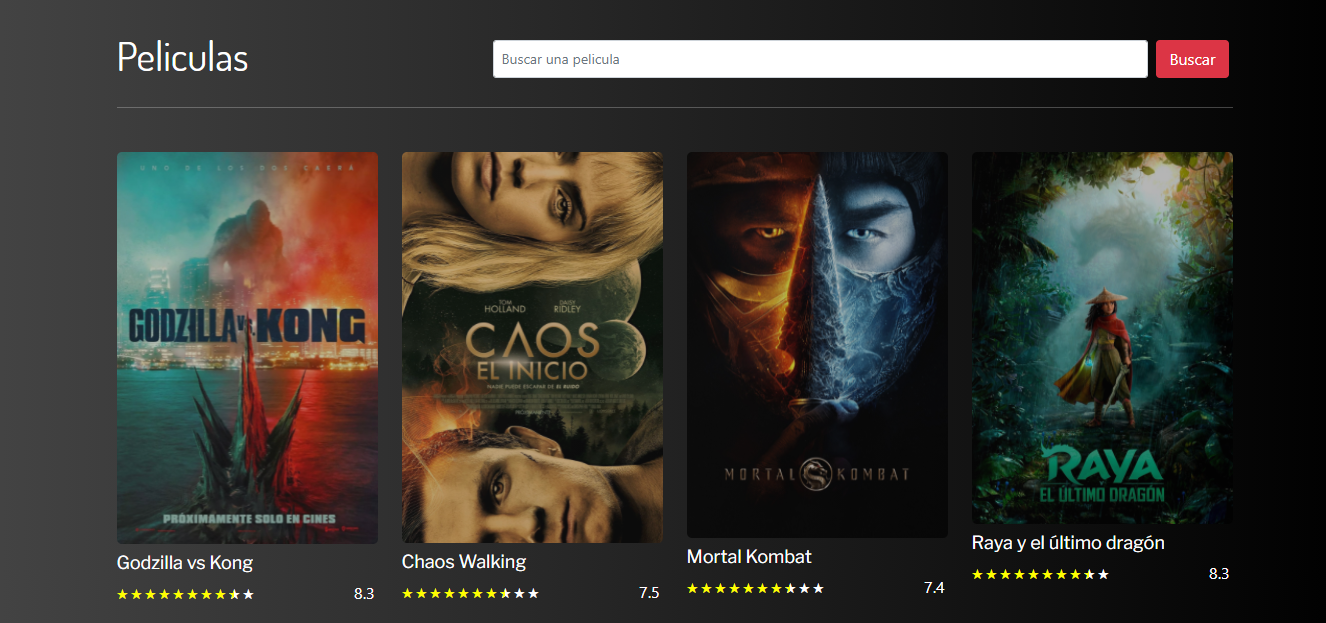 Peliculas
Buscar una pelicula
Buscar
UNO DE LOS DOS CAERÁ
GODZILLA vs. KONG
PRÓXIMAMENTE SOLO EN CINES
Godzilla vs Kong
8.3
TOM HOLLAND
DAISY RIDLEY
CAOS
EL INICIO
NADIE PUEDE ESCAPAR DE EL RUIDO
Chaos Walking
7.5
MORTAL KOMBAT
Mortal Kombat
7.4
RAYA
Y
EL ÚLTIMO DRAGÓN
Raya y el último dragón
8.3